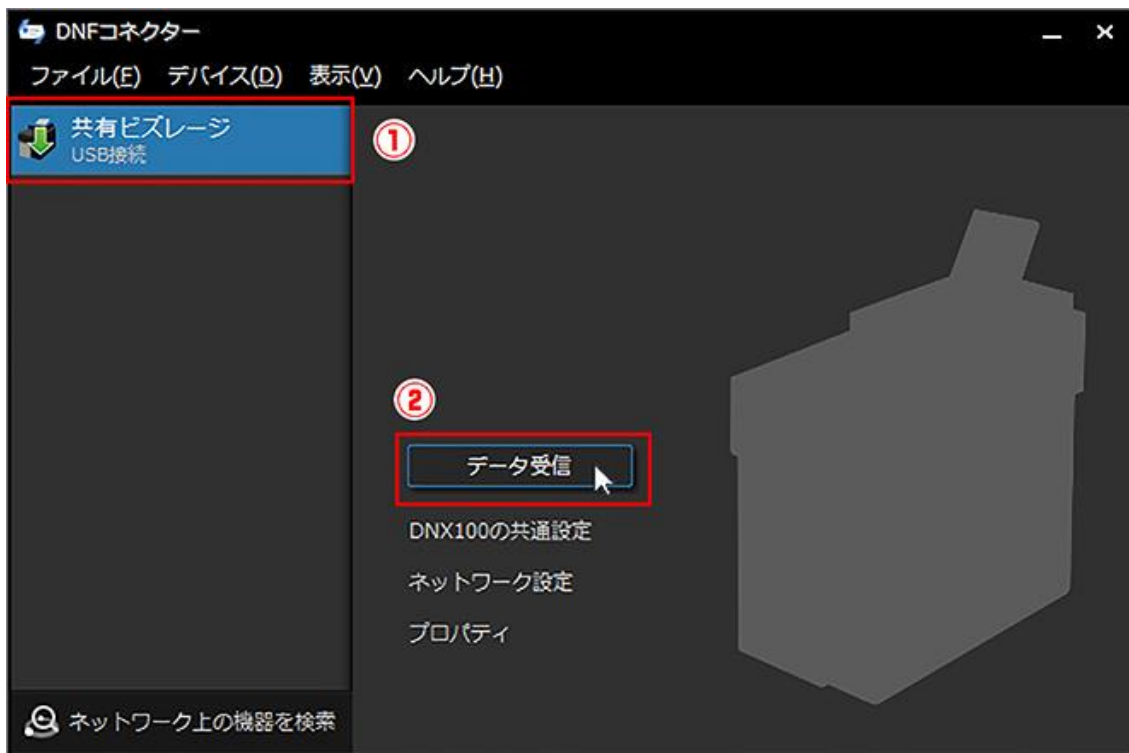 DNFコネクター
ファイル(F) デバイス(D) 表示(V) ヘルプ(H)
共有ビズレージ
USB接続
①
②
データ受信
DNX100の共通設定
ネットワーク設定
プロパティ
ネットワーク上の機器を検索